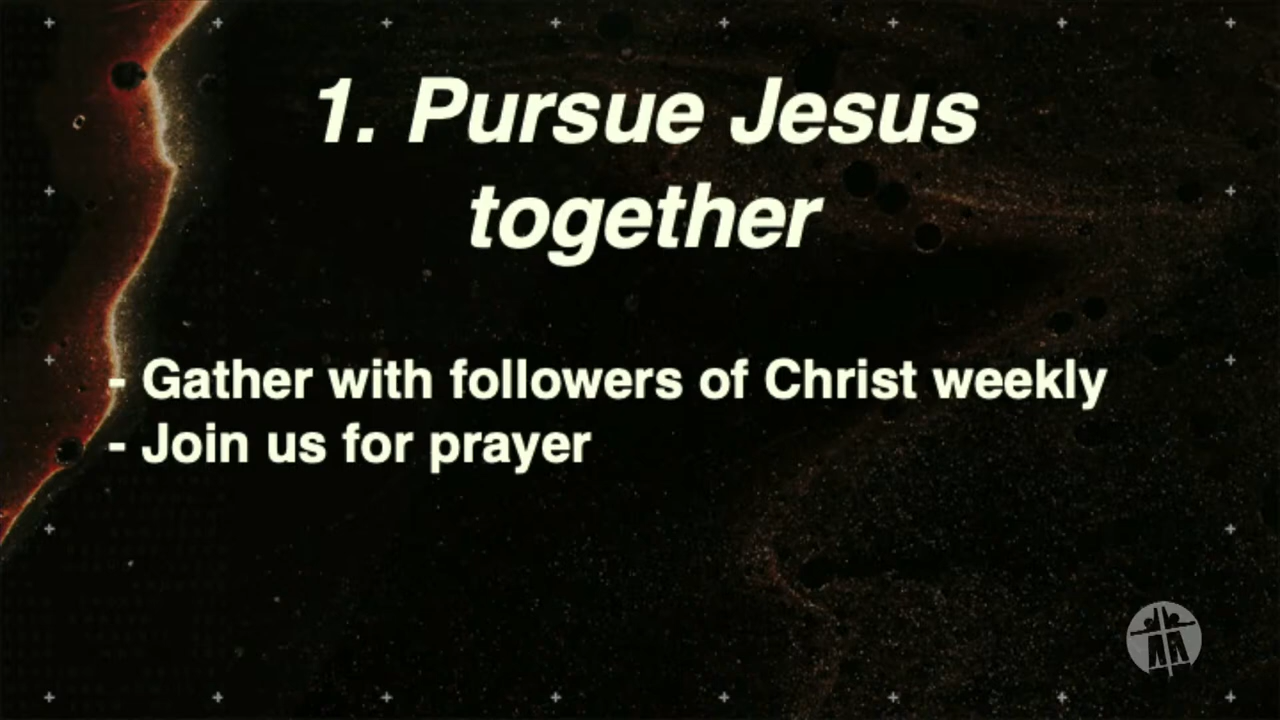 1. Pursue Jesus
together
- Gather with followers of Christ weekly
- Join us for prayer